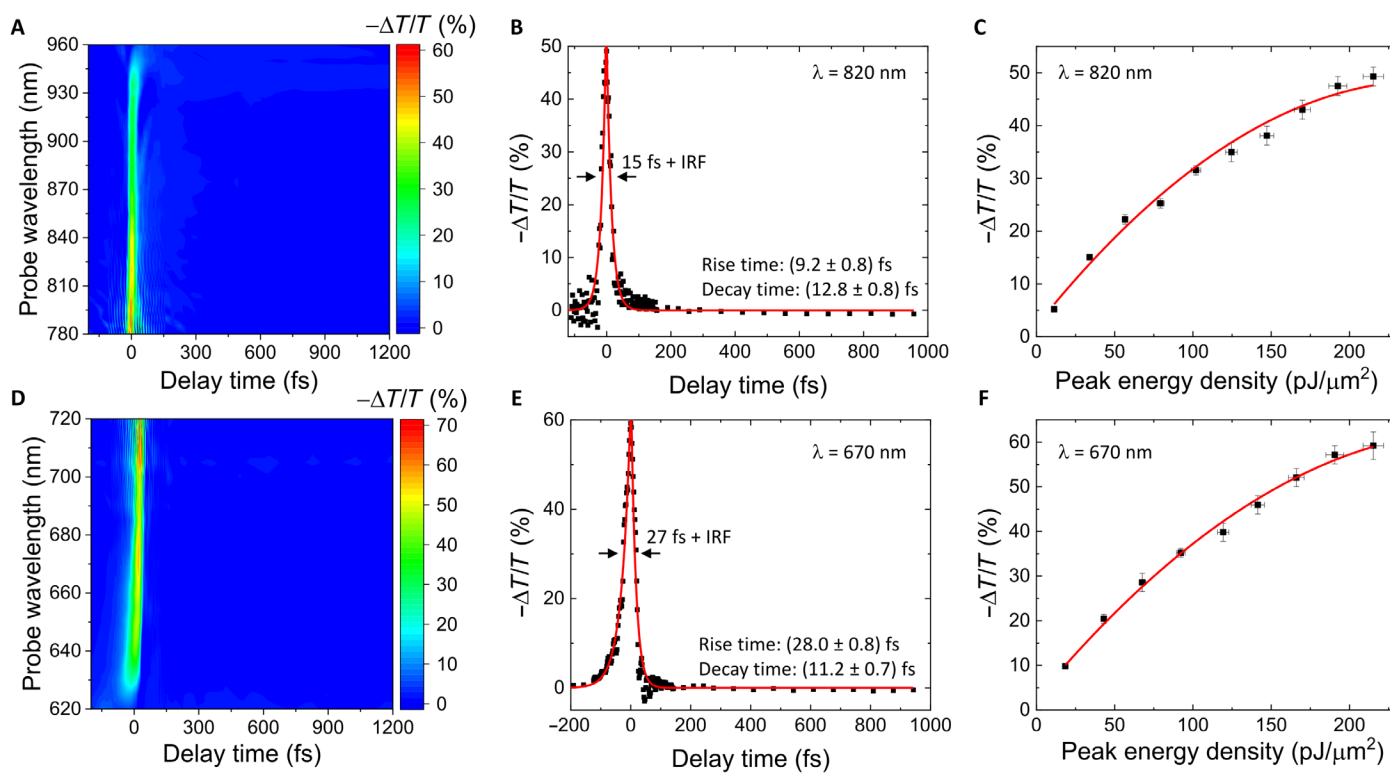 A
−ΔT/T (%)
960
930
900
870
840
810
780
Probe wavelength (nm)
0 300 600 900 1200
Delay time (fs)
60
50
40
30
20
10
0
B
50
40
30
20
10
0
−ΔT/T (%)
λ = 820 nm
15 fs + IRF
Rise time: (9.2 ± 0.8) fs
Decay time: (12.8 ± 0.8) fs
0 200 400 600 800 1000
Delay time (fs)
C
50
40
30
20
10
0
−ΔT/T (%)
λ = 820 nm
0 50 100 150 200
Peak energy density (pJ/μm²)
D
−ΔT/T (%)
720
700
680
660
640
620
Probe wavelength (nm)
0 300 600 900 1200
Delay time (fs)
70
60
50
40
30
20
10
0
E
60
40
20
0
−ΔT/T (%)
λ = 670 nm
27 fs + IRF
Rise time: (28.0 ± 0.8) fs
Decay time: (11.2 ± 0.7) fs
−200 0 200 400 600 800 1000
Delay time (fs)
F
60
50
40
30
20
10
0
−ΔT/T (%)
λ = 670 nm
0 50 100 150 200
Peak energy density (pJ/μm²)